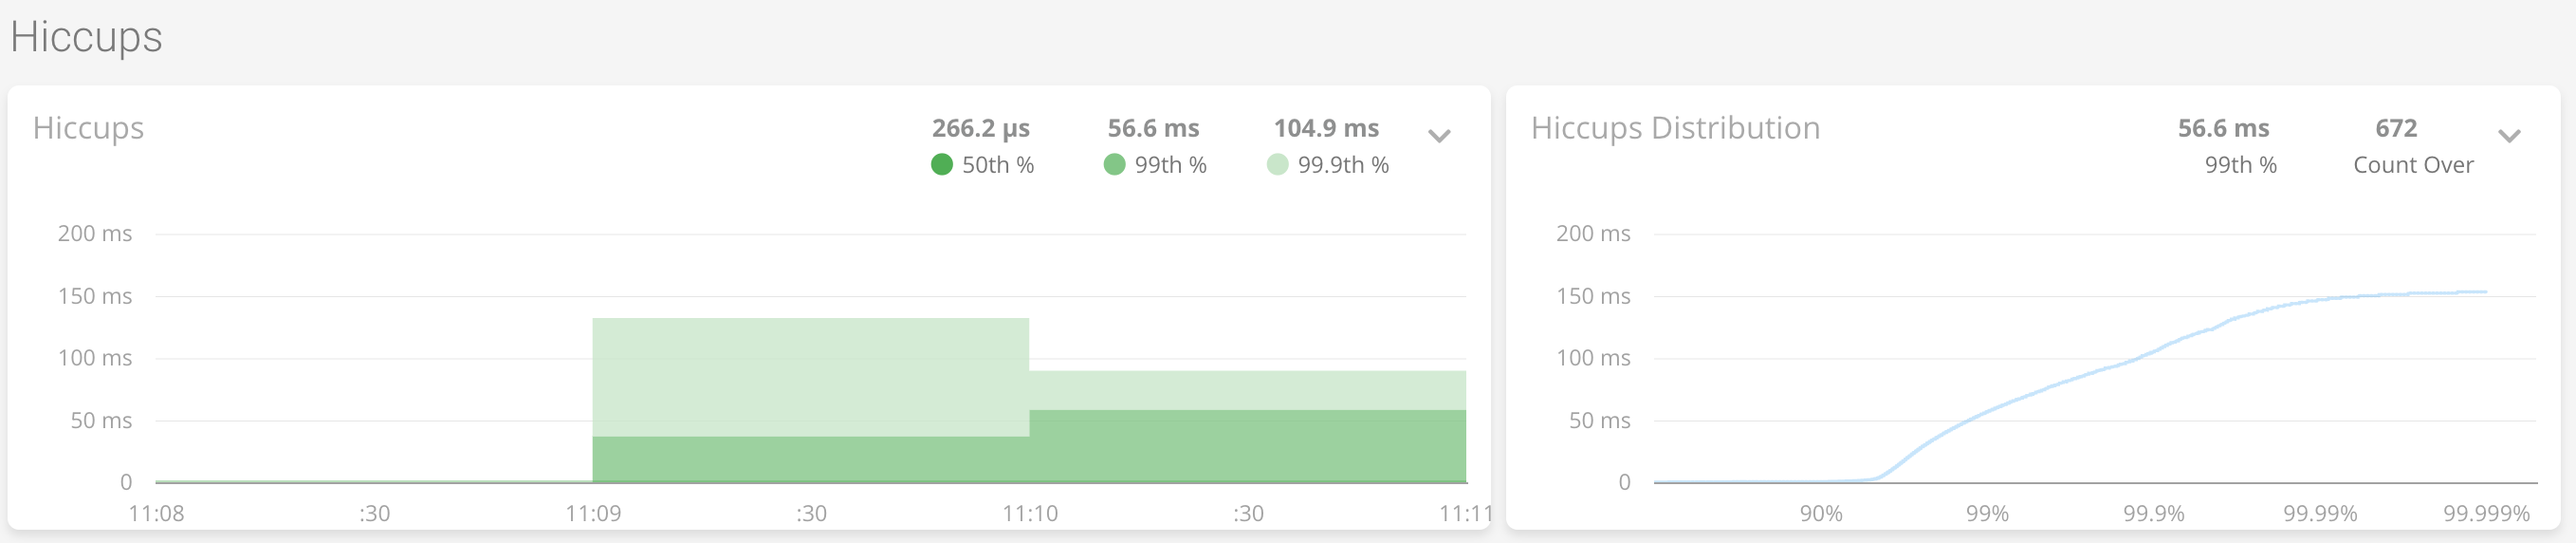 Hiccups
Hiccups
266.2 µs 56.6 ms 104.9 ms
50th % 99th % 99.9th %
200 ms
150 ms
100 ms
50 ms
0
11:08 :30 11:09 :30 11:10 :30 11:11
Hiccups Distribution
56.6 ms 672
99th % Count Over
200 ms
150 ms
100 ms
50 ms
0
90% 99% 99.9% 99.99% 99.999%